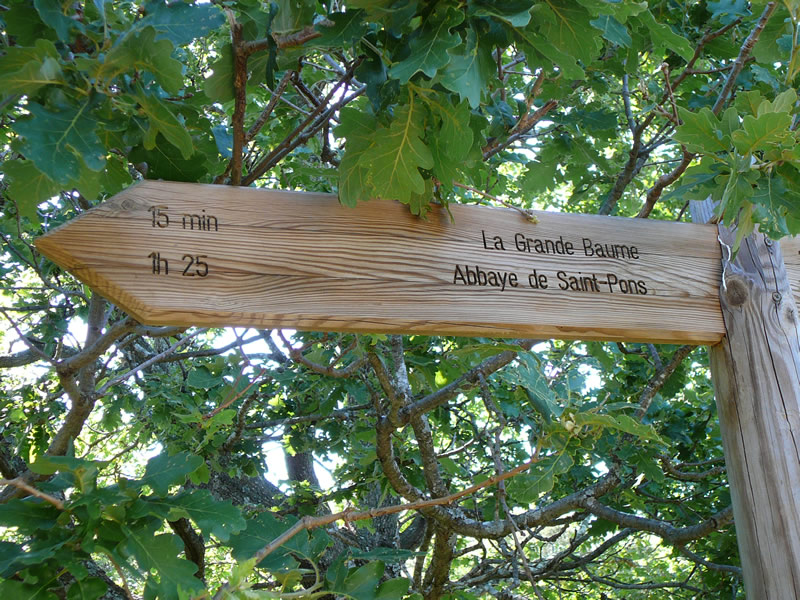 15 min La Grande Baume
1h 25 Abbaye de Saint-Pons